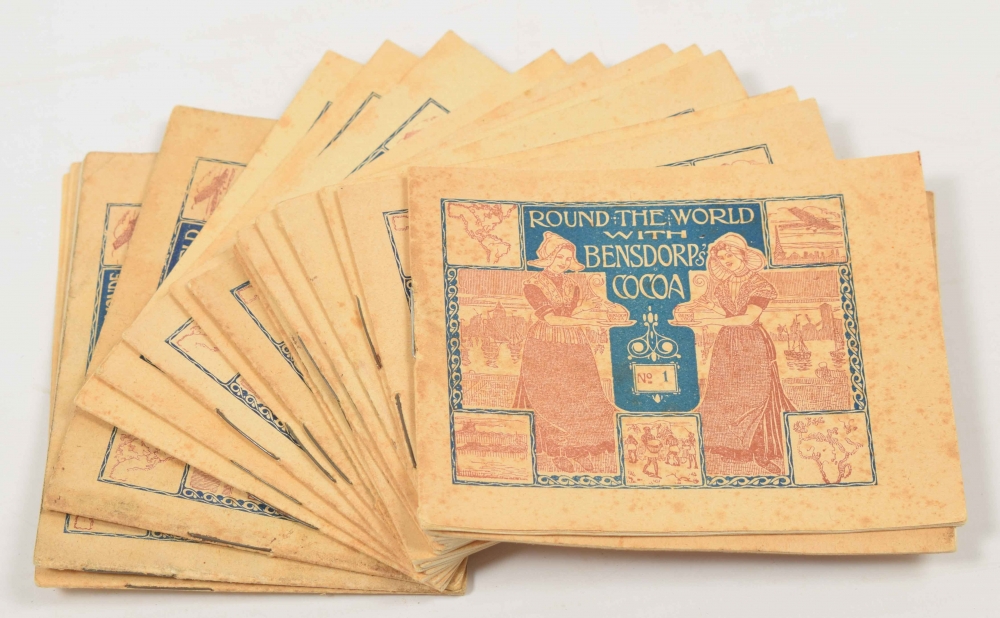 ROUND THE WORLD
WITH
BENSDORP'S
COCOA
No 1